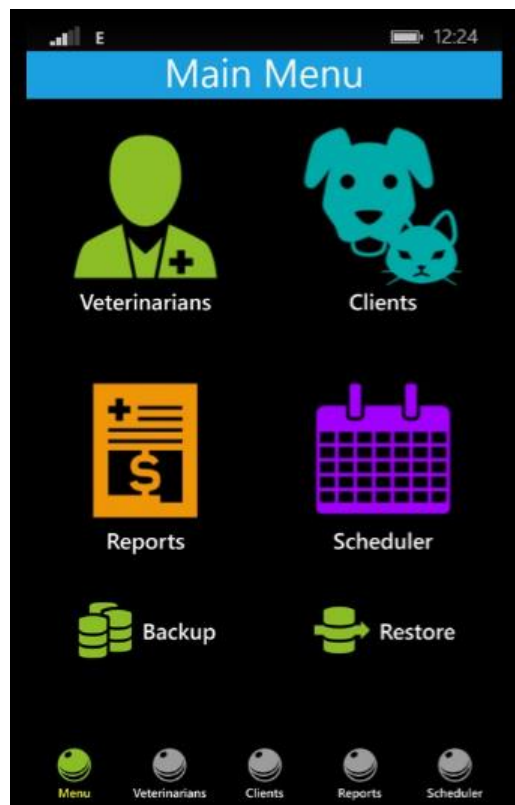 E 12:24
Main Menu
Veterinarians Clients
$
Reports Scheduler
Backup Restore
Menu Veterinarians Clients Reports Scheduler